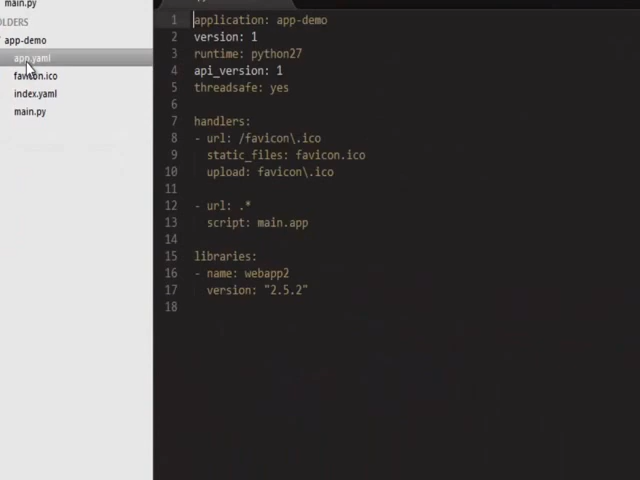 main.py
OLDERS
app-demo
app.yaml
favicon.ico
index.yaml
main.py
1 application: app-demo
2 version: 1
3 runtime: python27
4 api_version: 1
5 threadsafe: yes
6
7 handlers:
8 - url: /favicon\.ico
9 static_files: favicon.ico
10 upload: favicon\.ico
11
12 - url: .*
13 script: main.app
14
15 libraries:
16 - name: webapp2
17 version: "2.5.2"
18